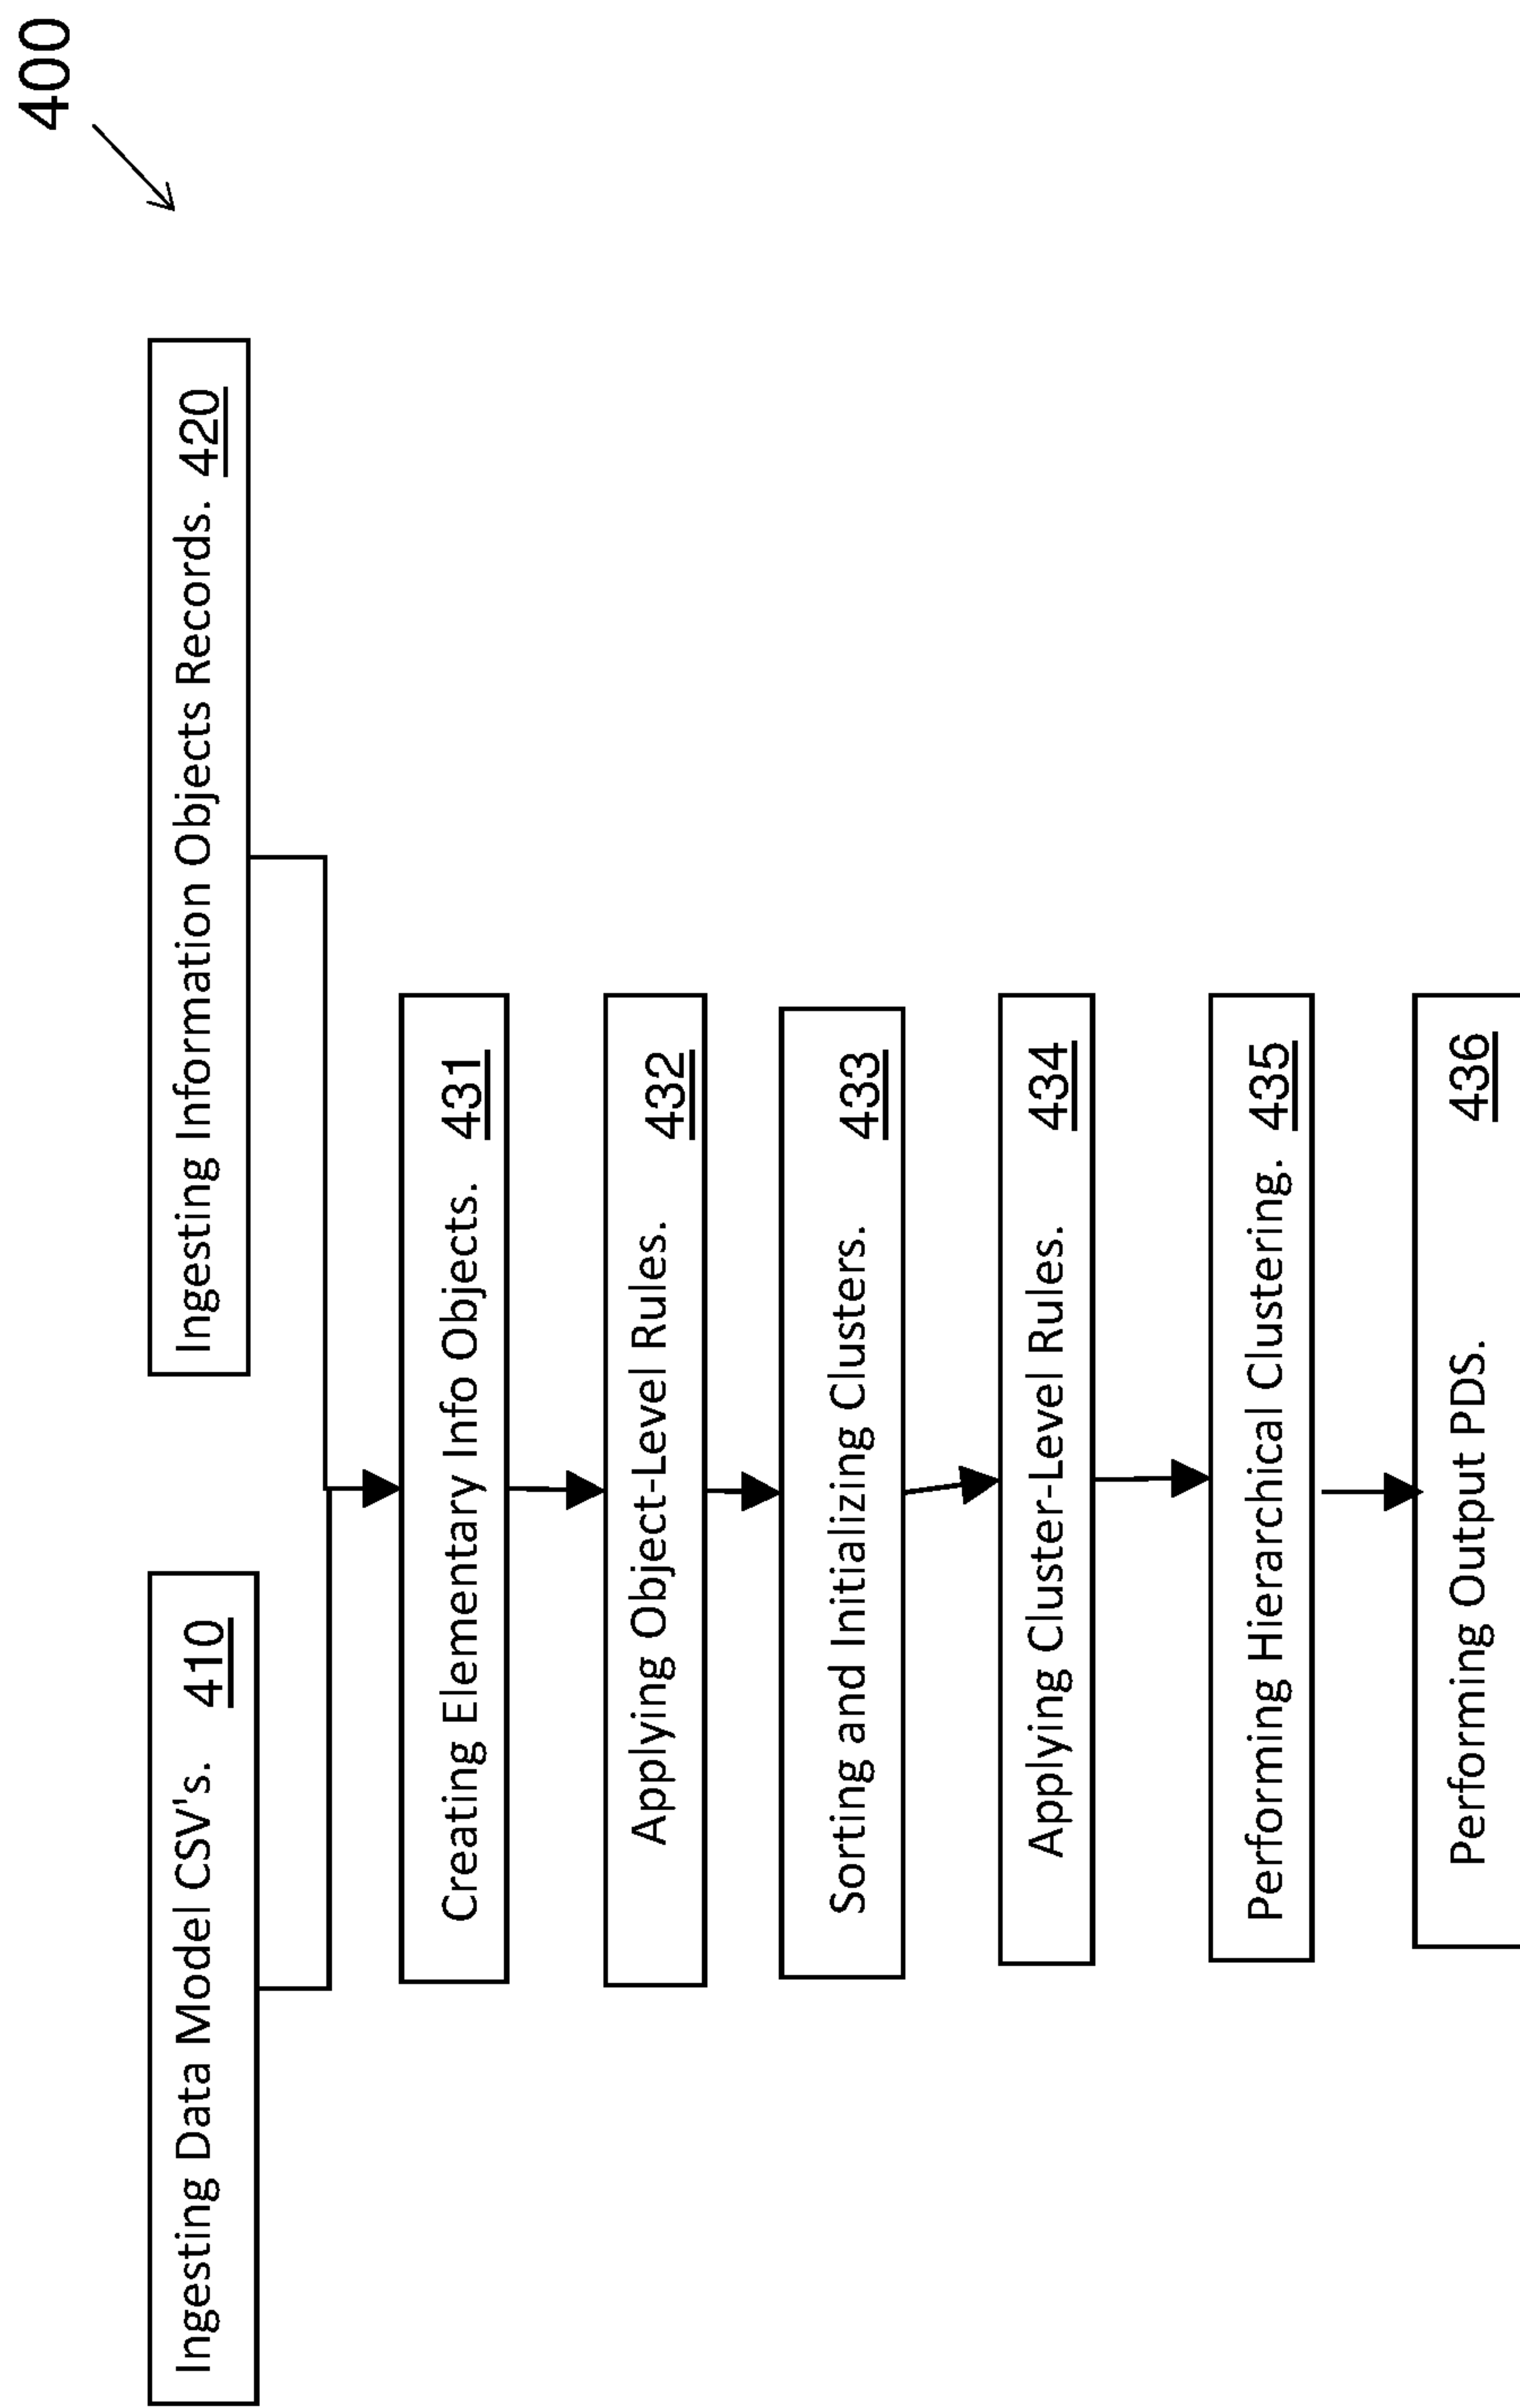 400
Ingesting Data Model CSV's. 410
Ingesting Information Objects Records. 420
Creating Elementary Info Objects. 431
Applying Object-Level Rules. 432
Sorting and Initializing Clusters. 433
Applying Cluster-Level Rules. 434
Performing Hierarchical Clustering. 435
Performing Output PDS. 436